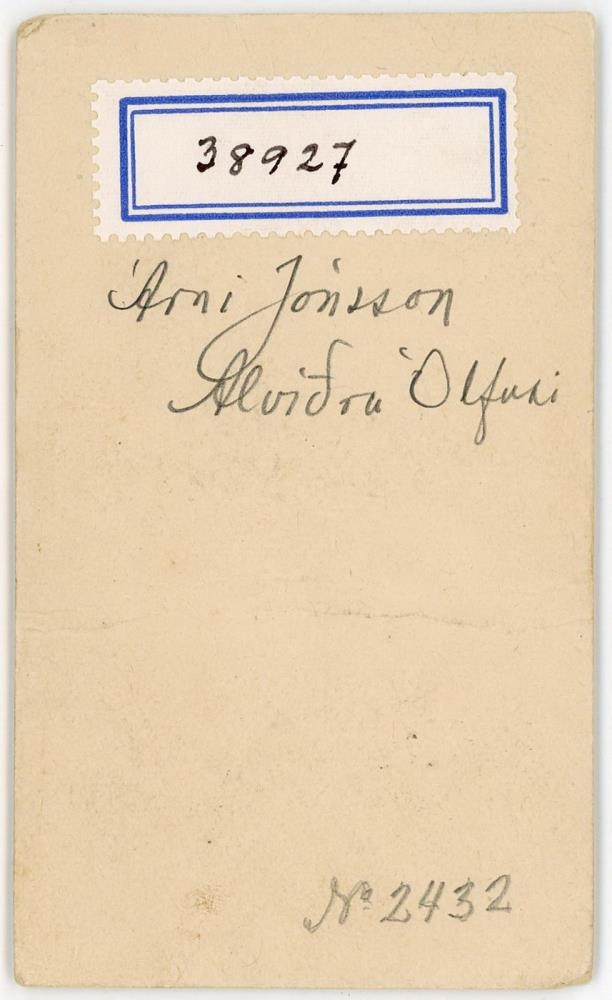 38927
Árni Jónsson
Alviðru Ölfusi
No 2432